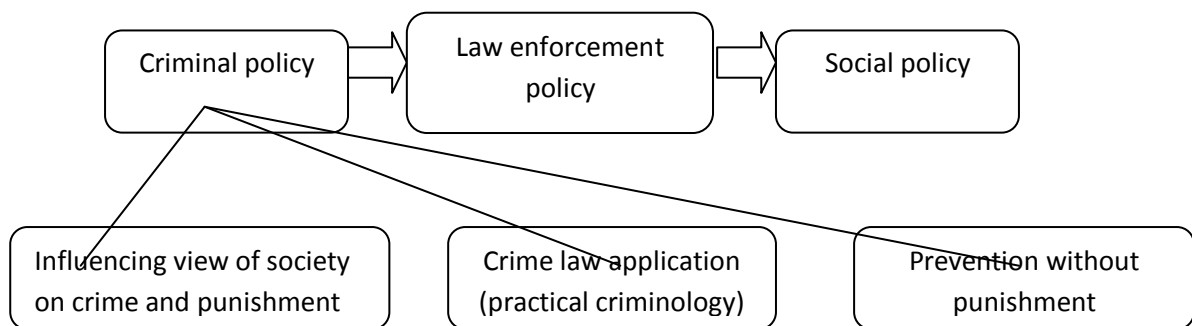 Criminal policy
Law enforcement
policy
Social policy
Influencing view of society
on crime and punishment
Crime law application
(practical criminology)
Prevention without
punishment